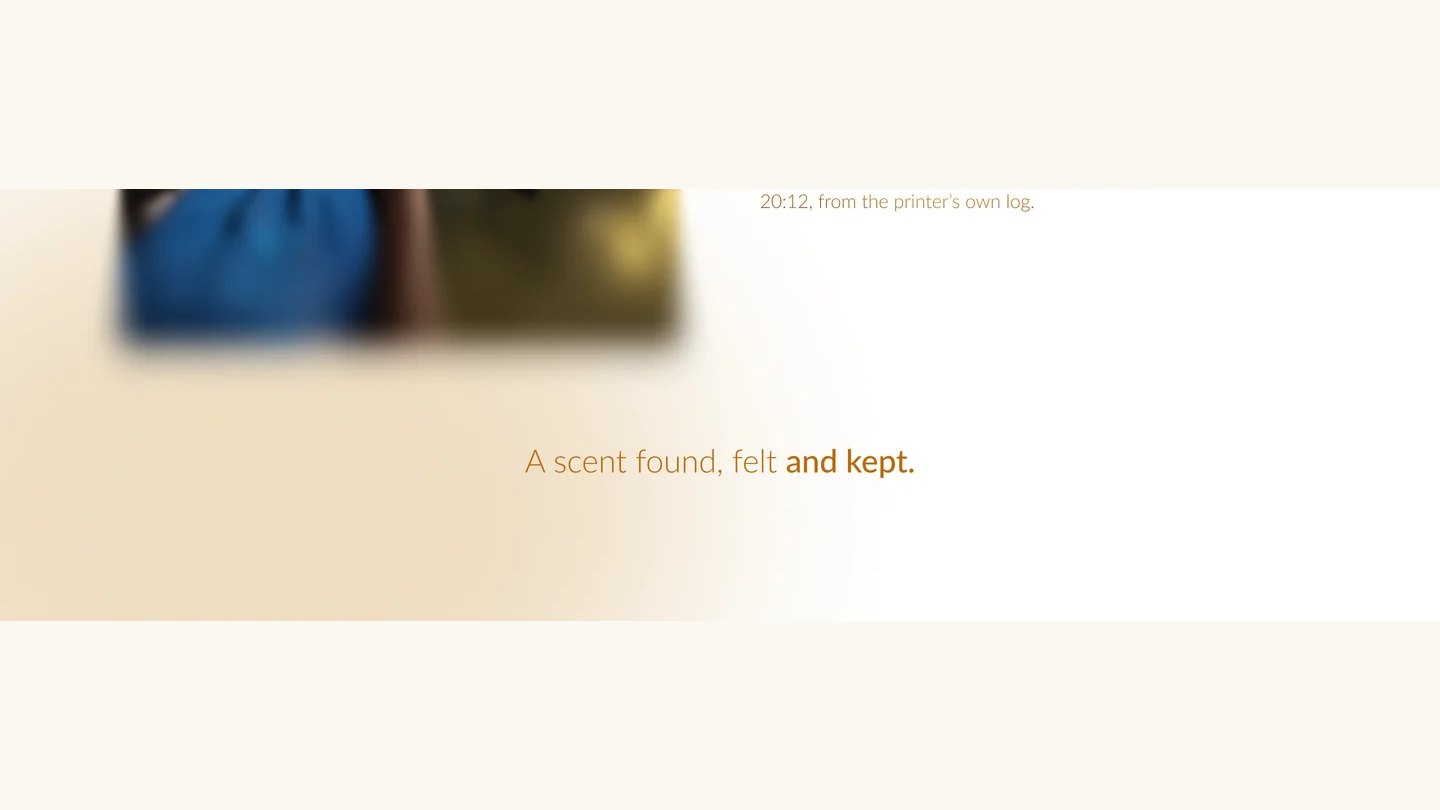 20:12, from the printer’s own log.
A scent found, felt and kept.